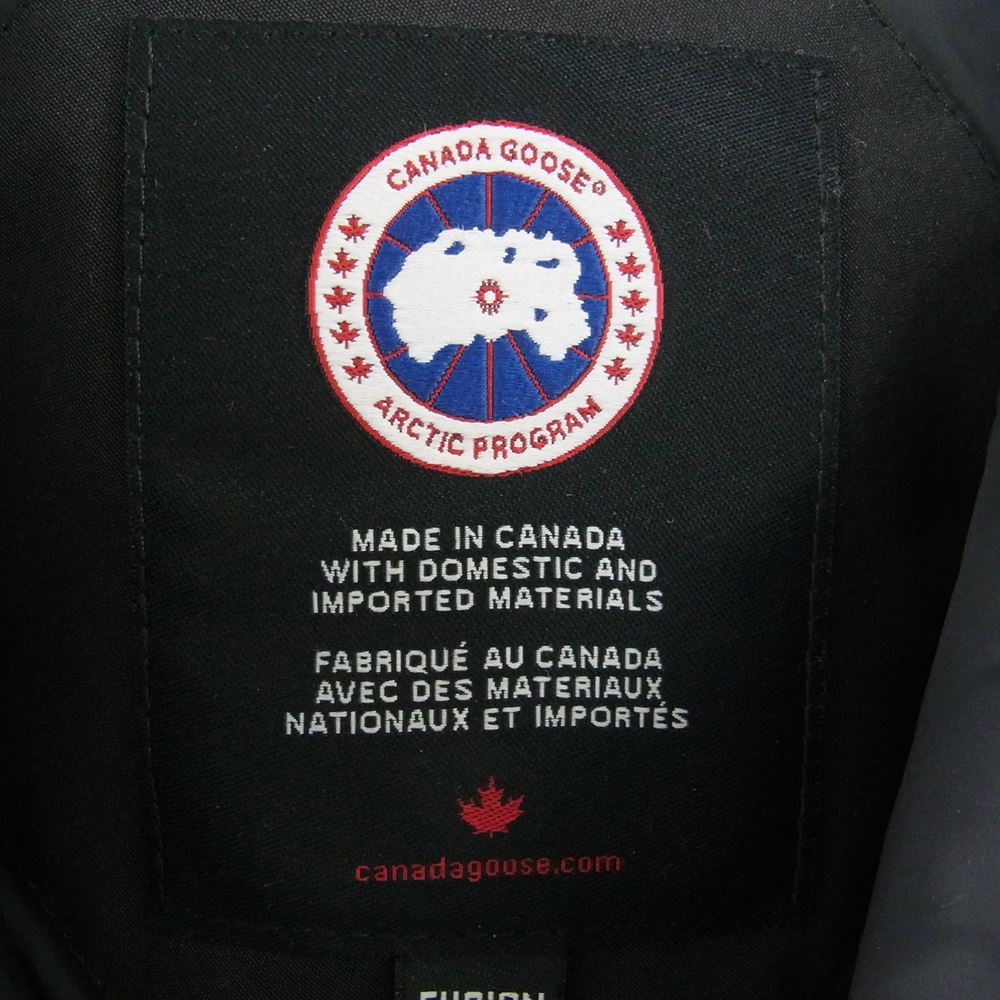 CANADA GOOSE®
ARCTIC PROGRAM
MADE IN CANADA
WITH DOMESTIC AND
IMPORTED MATERIALS
FABRIQUÉ AU CANADA
AVEC DES MATERIAUX
NATIONAUX ET IMPORTÉS
canadagoose.com
FUSION